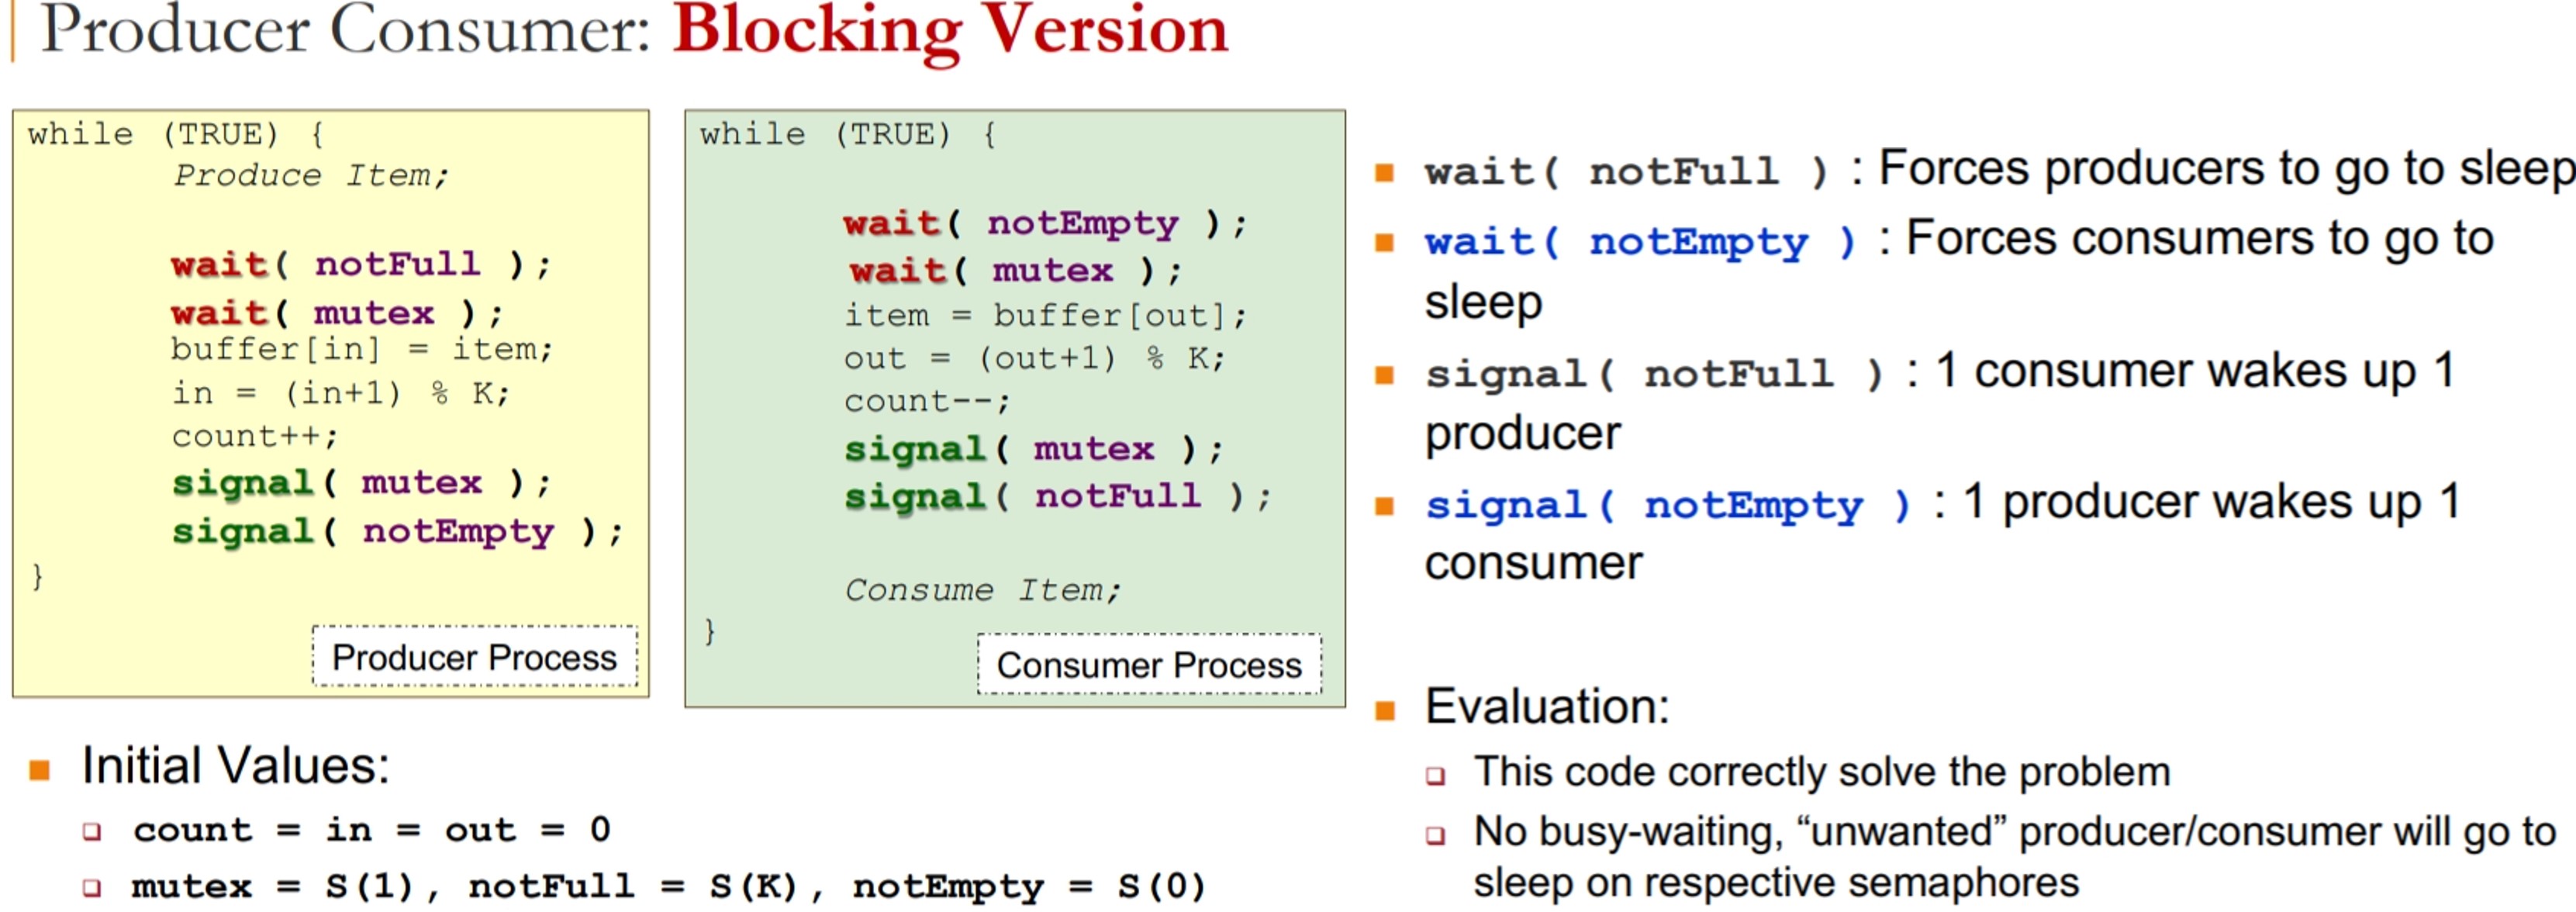 Producer Consumer: Blocking Version
while (TRUE) {
Produce Item;
wait( notFull );
wait( mutex );
buffer[in] = item;
in = (in+1) % K;
count++;
signal( mutex );
signal( notEmpty );
}
Producer Process
while (TRUE) {
wait( notEmpty );
wait( mutex );
item = buffer[out];
out = (out+1) % K;
count--;
signal( mutex );
signal( notFull );
Consume Item;
}
Consumer Process
Initial Values:
count = in = out = 0
mutex = S(1), notFull = S(K), notEmpty = S(0)
wait( notFull ) : Forces producers to go to sleep
wait( notEmpty ) : Forces consumers to go to
sleep
signal( notFull ) : 1 consumer wakes up 1
producer
signal( notEmpty ) : 1 producer wakes up 1
consumer
Evaluation:
This code correctly solve the problem
No busy-waiting, “unwanted” producer/consumer will go to
sleep on respective semaphores